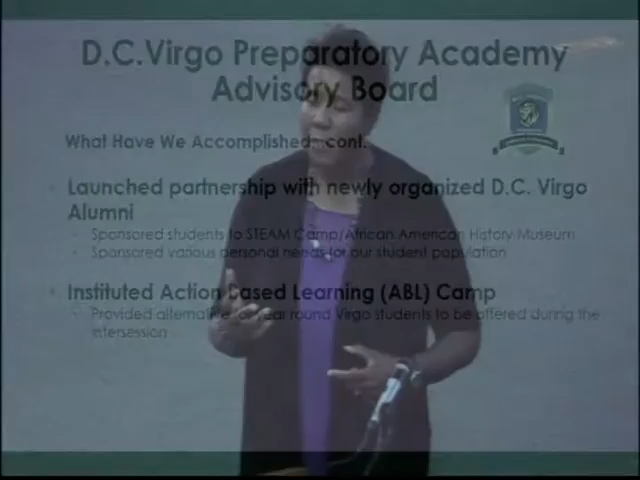 D.C.Virgo Preparatory Academy
Advisory Board
What Have We Accomplished- cont.
Launched partnership with newly organized D.C. Virgo
Alumni
Sponsored students to STEAM Camp/African American History Museum
Sponsored various personal needs for our student population
Instituted Action Based Learning (ABL) Camp
Provided alternative for year round Virgo students to be offered during the
intersession